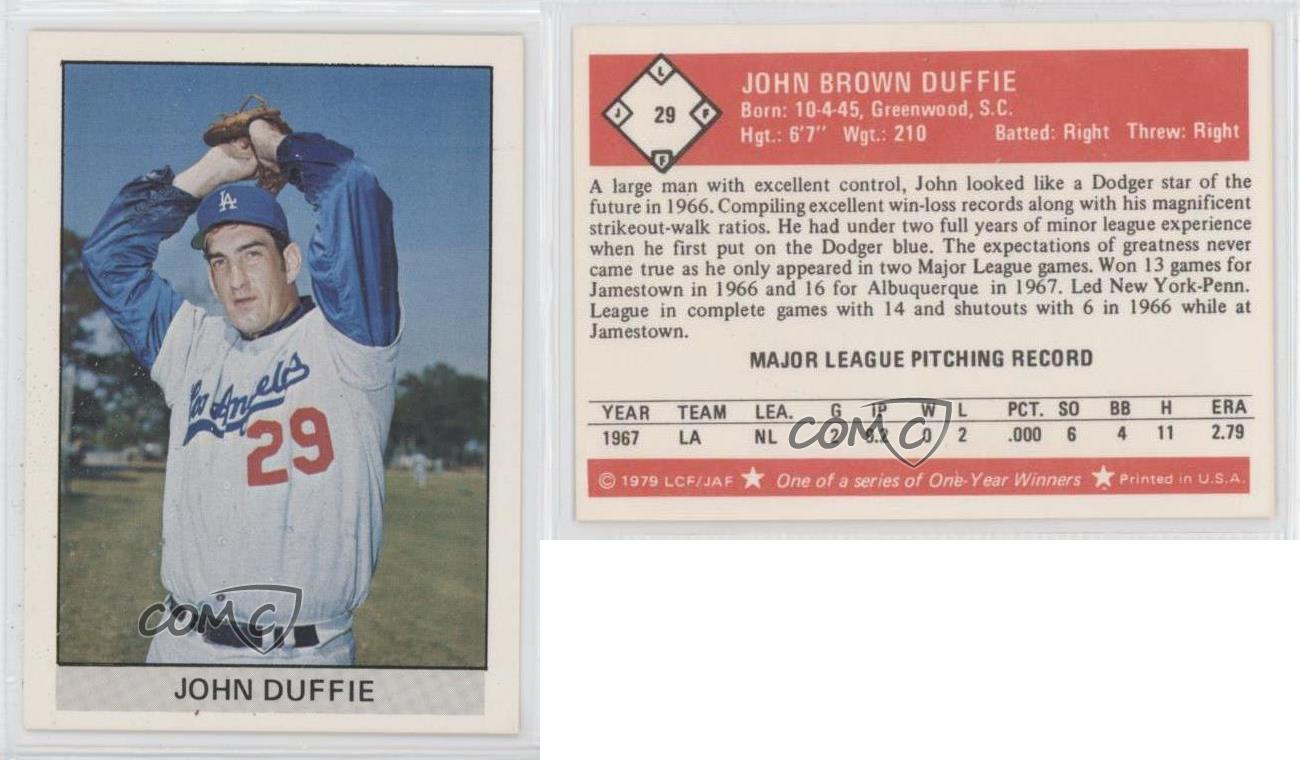 LA
Los Angeles
29
COMC
JOHN DUFFIE
L
J 29 F
F
JOHN BROWN DUFFIE
Born: 10-4-45, Greenwood, S.C.
Hgt.: 6'7" Wgt.: 210 Batted: Right Threw: Right
A large man with excellent control, John looked like a Dodger star of the
future in 1966. Compiling excellent win-loss records along with his magnificent
strikeout-walk ratios. He had under two full years of minor league experience
when he first put on the Dodger blue. The expectations of greatness never
came true as he only appeared in two Major League games. Won 13 games for
Jamestown in 1966 and 16 for Albuquerque in 1967. Led New York-Penn.
League in complete games with 14 and shutouts with 6 in 1966 while at
Jamestown.
MAJOR LEAGUE PITCHING RECORD
YEAR TEAM LEA. G IP W L PCT. SO BB H ERA
1967 LA NL 2 0 2 .000 6 4 11 2.79
COMC
© 1979 LCF/JAF ★ One of a series of One-Year Winners ★ Printed in U.S.A.